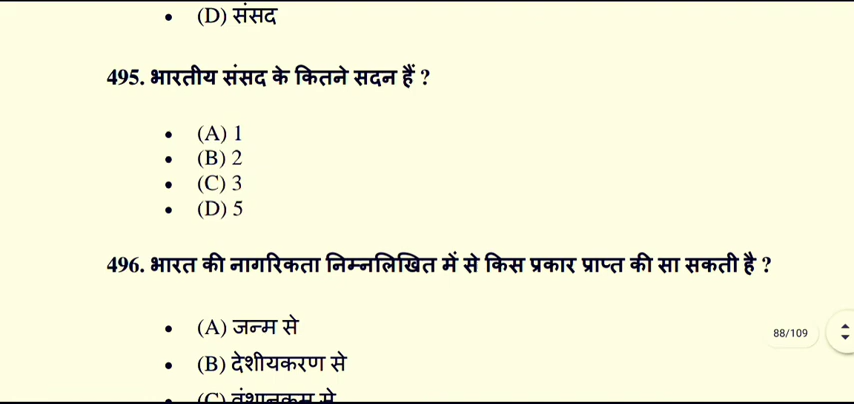 • (D) संसद
495. भारतीय संसद के कितने सदन हैं ?
• (A) 1
• (B) 2
• (C) 3
• (D) 5
496. भारत की नागरिकता निम्नलिखित में से किस प्रकार प्राप्त की सा सकती है ?
• (A) जन्म से
88/109
• (B) देशीयकरण से
• (C) वंशानुक्रम से